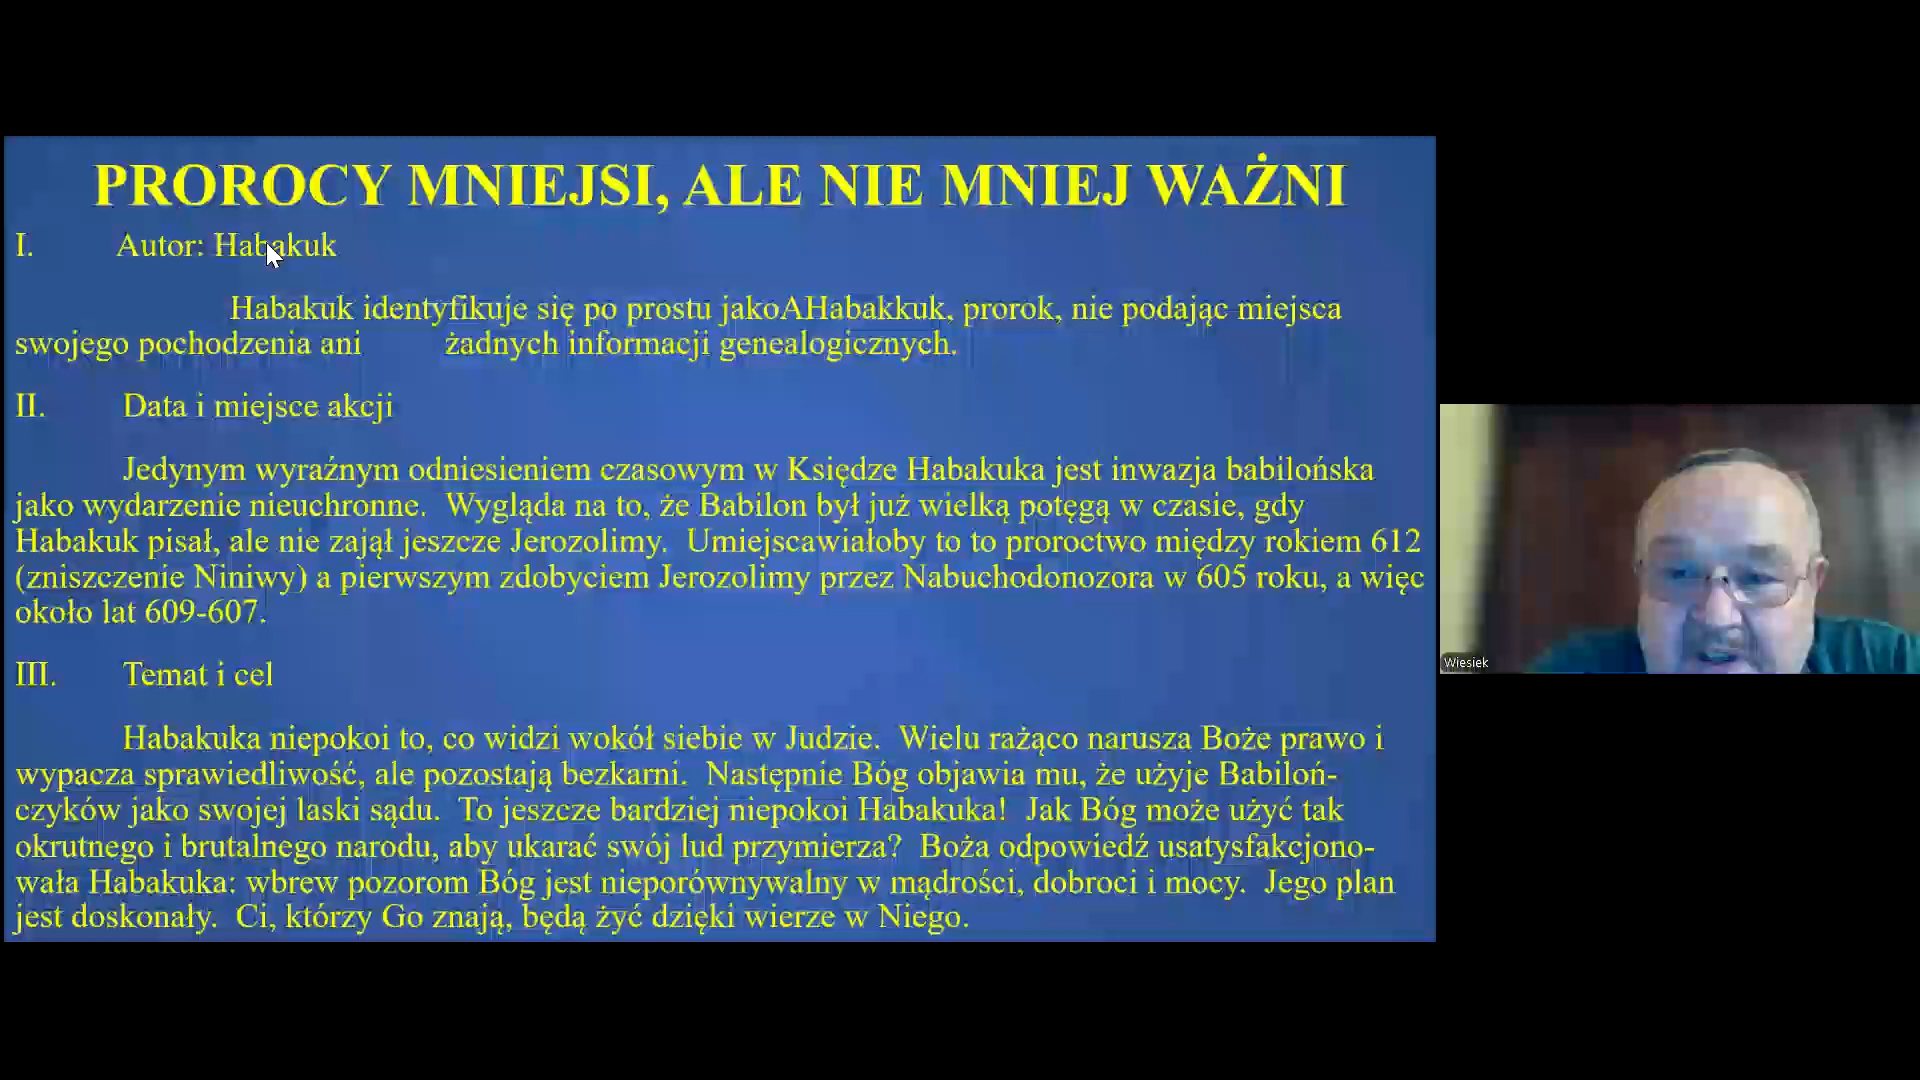 PROROCY MNIEJSI, ALE NIE MNIEJ WAŻNI
I. Autor: Habakuk
Habakuk identyfikuje się po prostu jakoAHabakkuk, prorok, nie podając miejsca
swojego pochodzenia ani żadnych informacji genealogicznych.
II. Data i miejsce akcji
Jedynym wyraźnym odniesieniem czasowym w Księdze Habakuka jest inwazja babilońska
jako wydarzenie nieuchronne. Wygląda na to, że Babilon był już wielką potęgą w czasie, gdy
Habakuk pisał, ale nie zajął jeszcze Jerozolimy. Umiejscawiałoby to to proroctwo między rokiem 612
(zniszczenie Niniwy) a pierwszym zdobyciem Jerozolimy przez Nabuchodonozora w 605 roku, a więc
około lat 609-607.
III. Temat i cel
Habakuka niepokoi to, co widzi wokół siebie w Judzie. Wielu rażąco narusza Boże prawo i
wypacza sprawiedliwość, ale pozostają bezkarni. Następnie Bóg objawia mu, że użyje Babiloń-
czyków jako swojej laski sądu. To jeszcze bardziej niepokoi Habakuka! Jak Bóg może użyć tak
okrutnego i brutalnego narodu, aby ukarać swój lud przymierza? Boża odpowiedź usatysfakcjono-
wała Habakuka: wbrew pozorom Bóg jest nieporównywalny w mądrości, dobroci i mocy. Jego plan
jest doskonały. Ci, którzy Go znają, będą żyć dzięki wierze w Niego.
Wiesiek